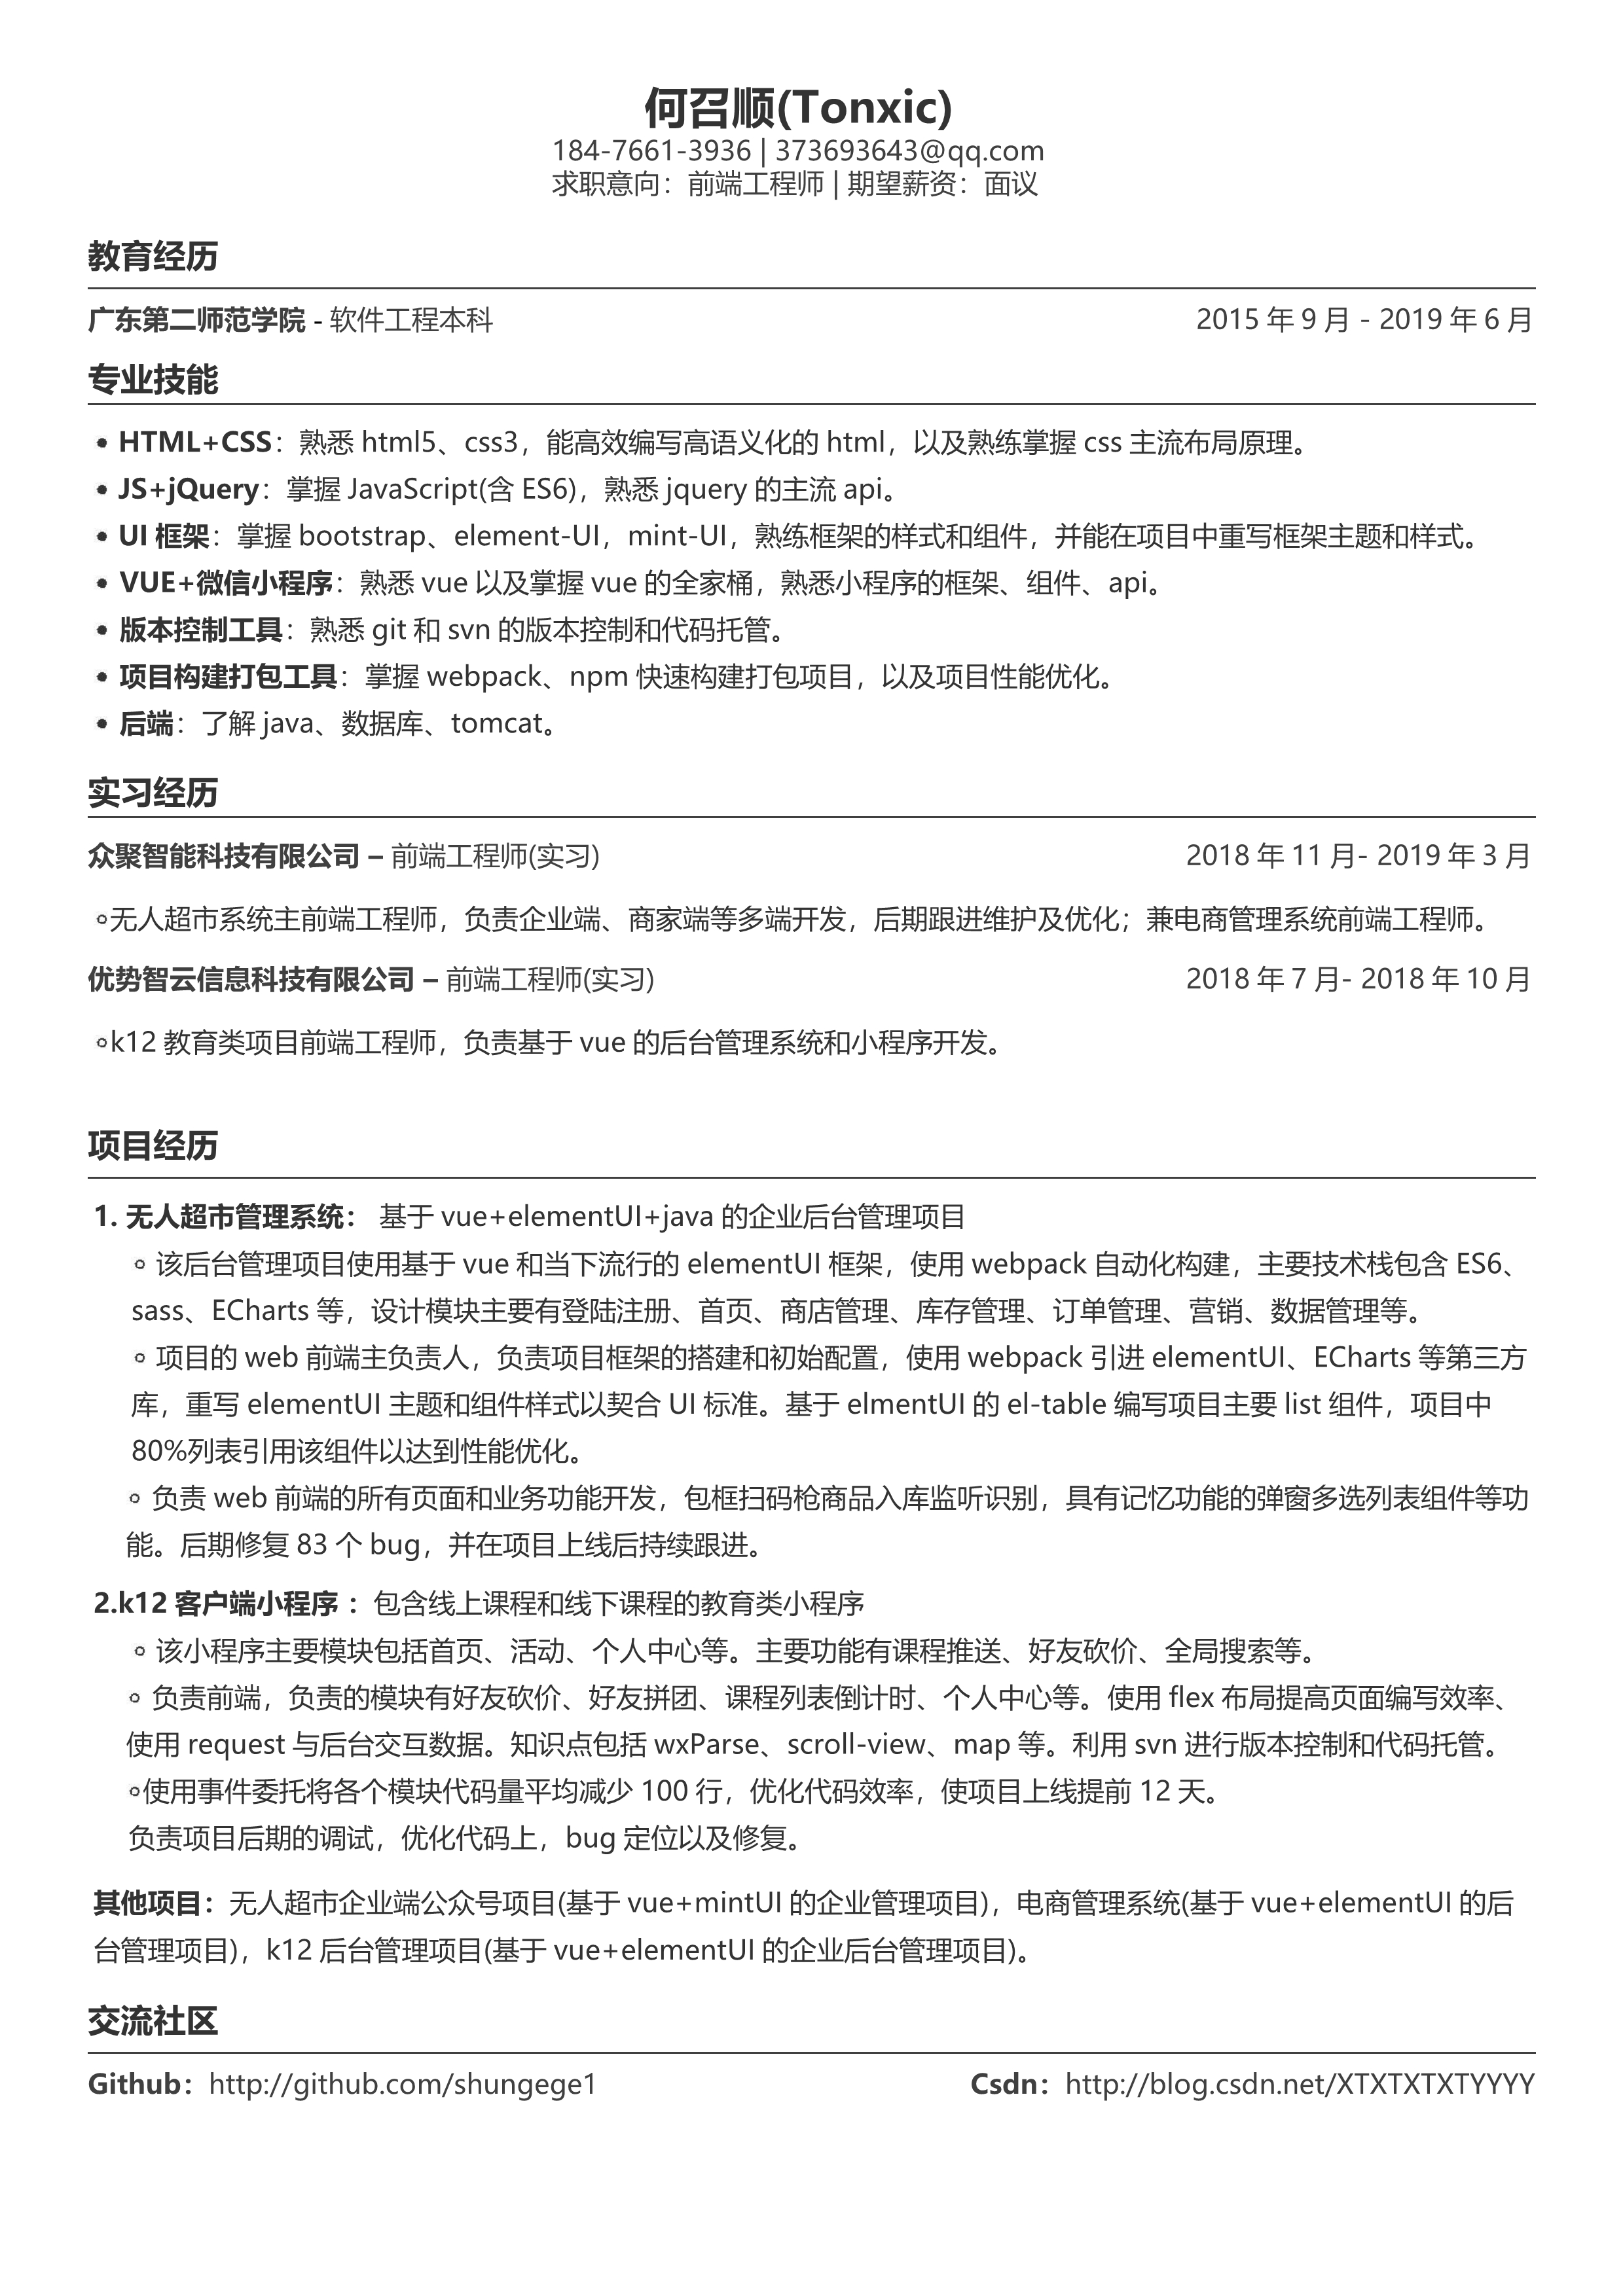 何召顺(Tonxic)
184-7661-3936 | 373693643@qq.com
求职意向：前端工程师 | 期望薪资：面议
教育经历
广东第二师范学院 - 软件工程本科 2015 年 9 月 - 2019 年 6 月
专业技能
• HTML+CSS：熟悉 html5、css3，能高效编写高语义化的 html，以及熟练掌握 css 主流布局原理。
• JS+jQuery：掌握 JavaScript(含 ES6)，熟悉 jquery 的主流 api。
• UI 框架：掌握 bootstrap、element-UI，mint-UI，熟练框架的样式和组件，并能在项目中重写框架主题和样式。
• VUE+微信小程序：熟悉 vue 以及掌握 vue 的全家桶，熟悉小程序的框架、组件、api。
• 版本控制工具：熟悉 git 和 svn 的版本控制和代码托管。
• 项目构建打包工具：掌握 webpack、npm 快速构建打包项目，以及项目性能优化。
• 后端：了解 java、数据库、tomcat。
实习经历
众聚智能科技有限公司 – 前端工程师(实习) 2018 年 11 月- 2019 年 3 月
◦无人超市系统主前端工程师，负责企业端、商家端等多端开发，后期跟进维护及优化；兼电商管理系统前端工程师。
优势智云信息科技有限公司 – 前端工程师(实习) 2018 年 7 月- 2018 年 10 月
◦k12 教育类项目前端工程师，负责基于 vue 的后台管理系统和小程序开发。
项目经历
1. 无人超市管理系统： 基于 vue+elementUI+java 的企业后台管理项目
◦ 该后台管理项目使用基于 vue 和当下流行的 elementUI 框架，使用 webpack 自动化构建，主要技术栈包含 ES6、
sass、ECharts 等，设计模块主要有登陆注册、首页、商店管理、库存管理、订单管理、营销、数据管理等。
◦ 项目的 web 前端主负责人，负责项目框架的搭建和初始配置，使用 webpack 引进 elementUI、ECharts 等第三方
库，重写 elementUI 主题和组件样式以契合 UI 标准。基于 elmentUI 的 el-table 编写项目主要 list 组件，项目中
80%列表引用该组件以达到性能优化。
◦ 负责 web 前端的所有页面和业务功能开发，包框扫码枪商品入库监听识别，具有记忆功能的弹窗多选列表组件等功
能。后期修复 83 个 bug，并在项目上线后持续跟进。
2.k12 客户端小程序 ：包含线上课程和线下课程的教育类小程序
◦ 该小程序主要模块包括首页、活动、个人中心等。主要功能有课程推送、好友砍价、全局搜索等。
◦ 负责前端，负责的模块有好友砍价、好友拼团、课程列表倒计时、个人中心等。使用 flex 布局提高页面编写效率、
使用 request 与后台交互数据。知识点包括 wxParse、scroll-view、map 等。利用 svn 进行版本控制和代码托管。
◦使用事件委托将各个模块代码量平均减少 100 行，优化代码效率，使项目上线提前 12 天。
负责项目后期的调试，优化代码上，bug 定位以及修复。
其他项目：无人超市企业端公众号项目(基于 vue+mintUI 的企业管理项目)，电商管理系统(基于 vue+elementUI 的后
台管理项目)，k12 后台管理项目(基于 vue+elementUI 的企业后台管理项目)。
交流社区
Github：http://github.com/shungege1 Csdn：http://blog.csdn.net/XTXTXTXTYYYY